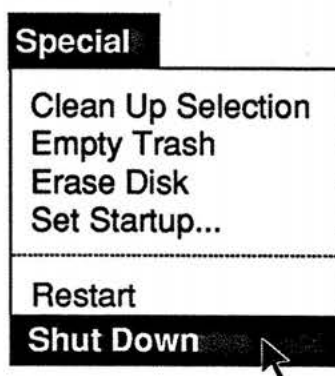 Special
Clean Up Selection
Empty Trash
Erase Disk
Set Startup...
Restart
Shut Down